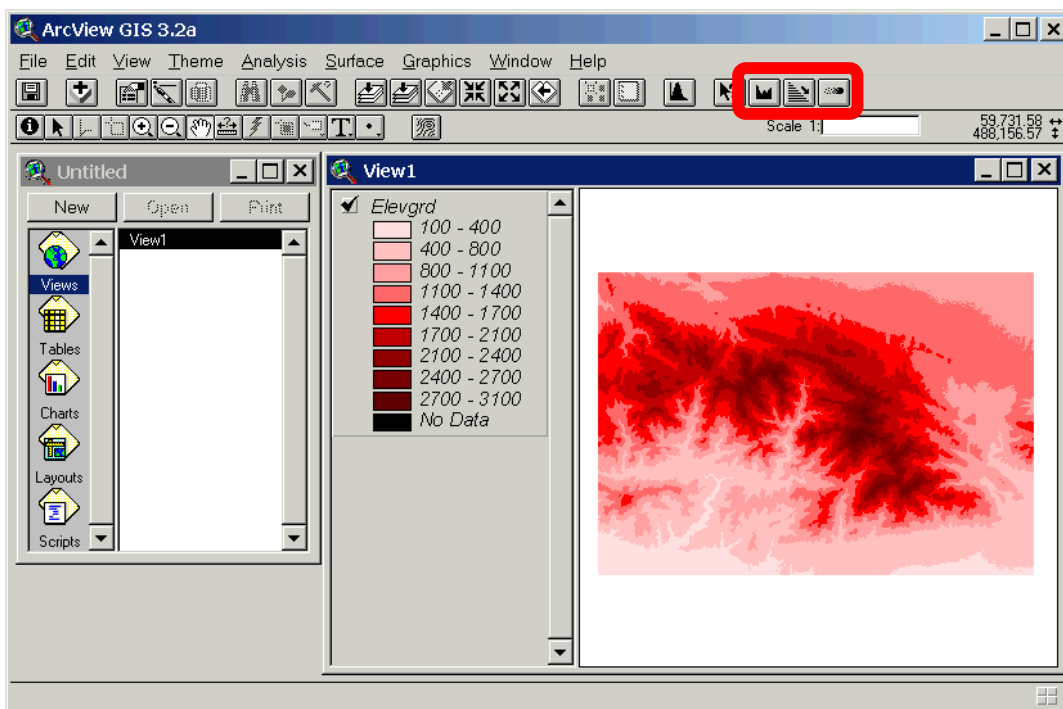 ArcView GIS 3.2a
File Edit View Theme Analysis Surface Graphics Window Help
Scale 1:
59,731.58
488,156.57
Untitled
New Open Print
View1
Views
Tables
Charts
Layouts
Scripts
View1
Elevgrd
100 - 400
400 - 800
800 - 1100
1100 - 1400
1400 - 1700
1700 - 2100
2100 - 2400
2400 - 2700
2700 - 3100
No Data